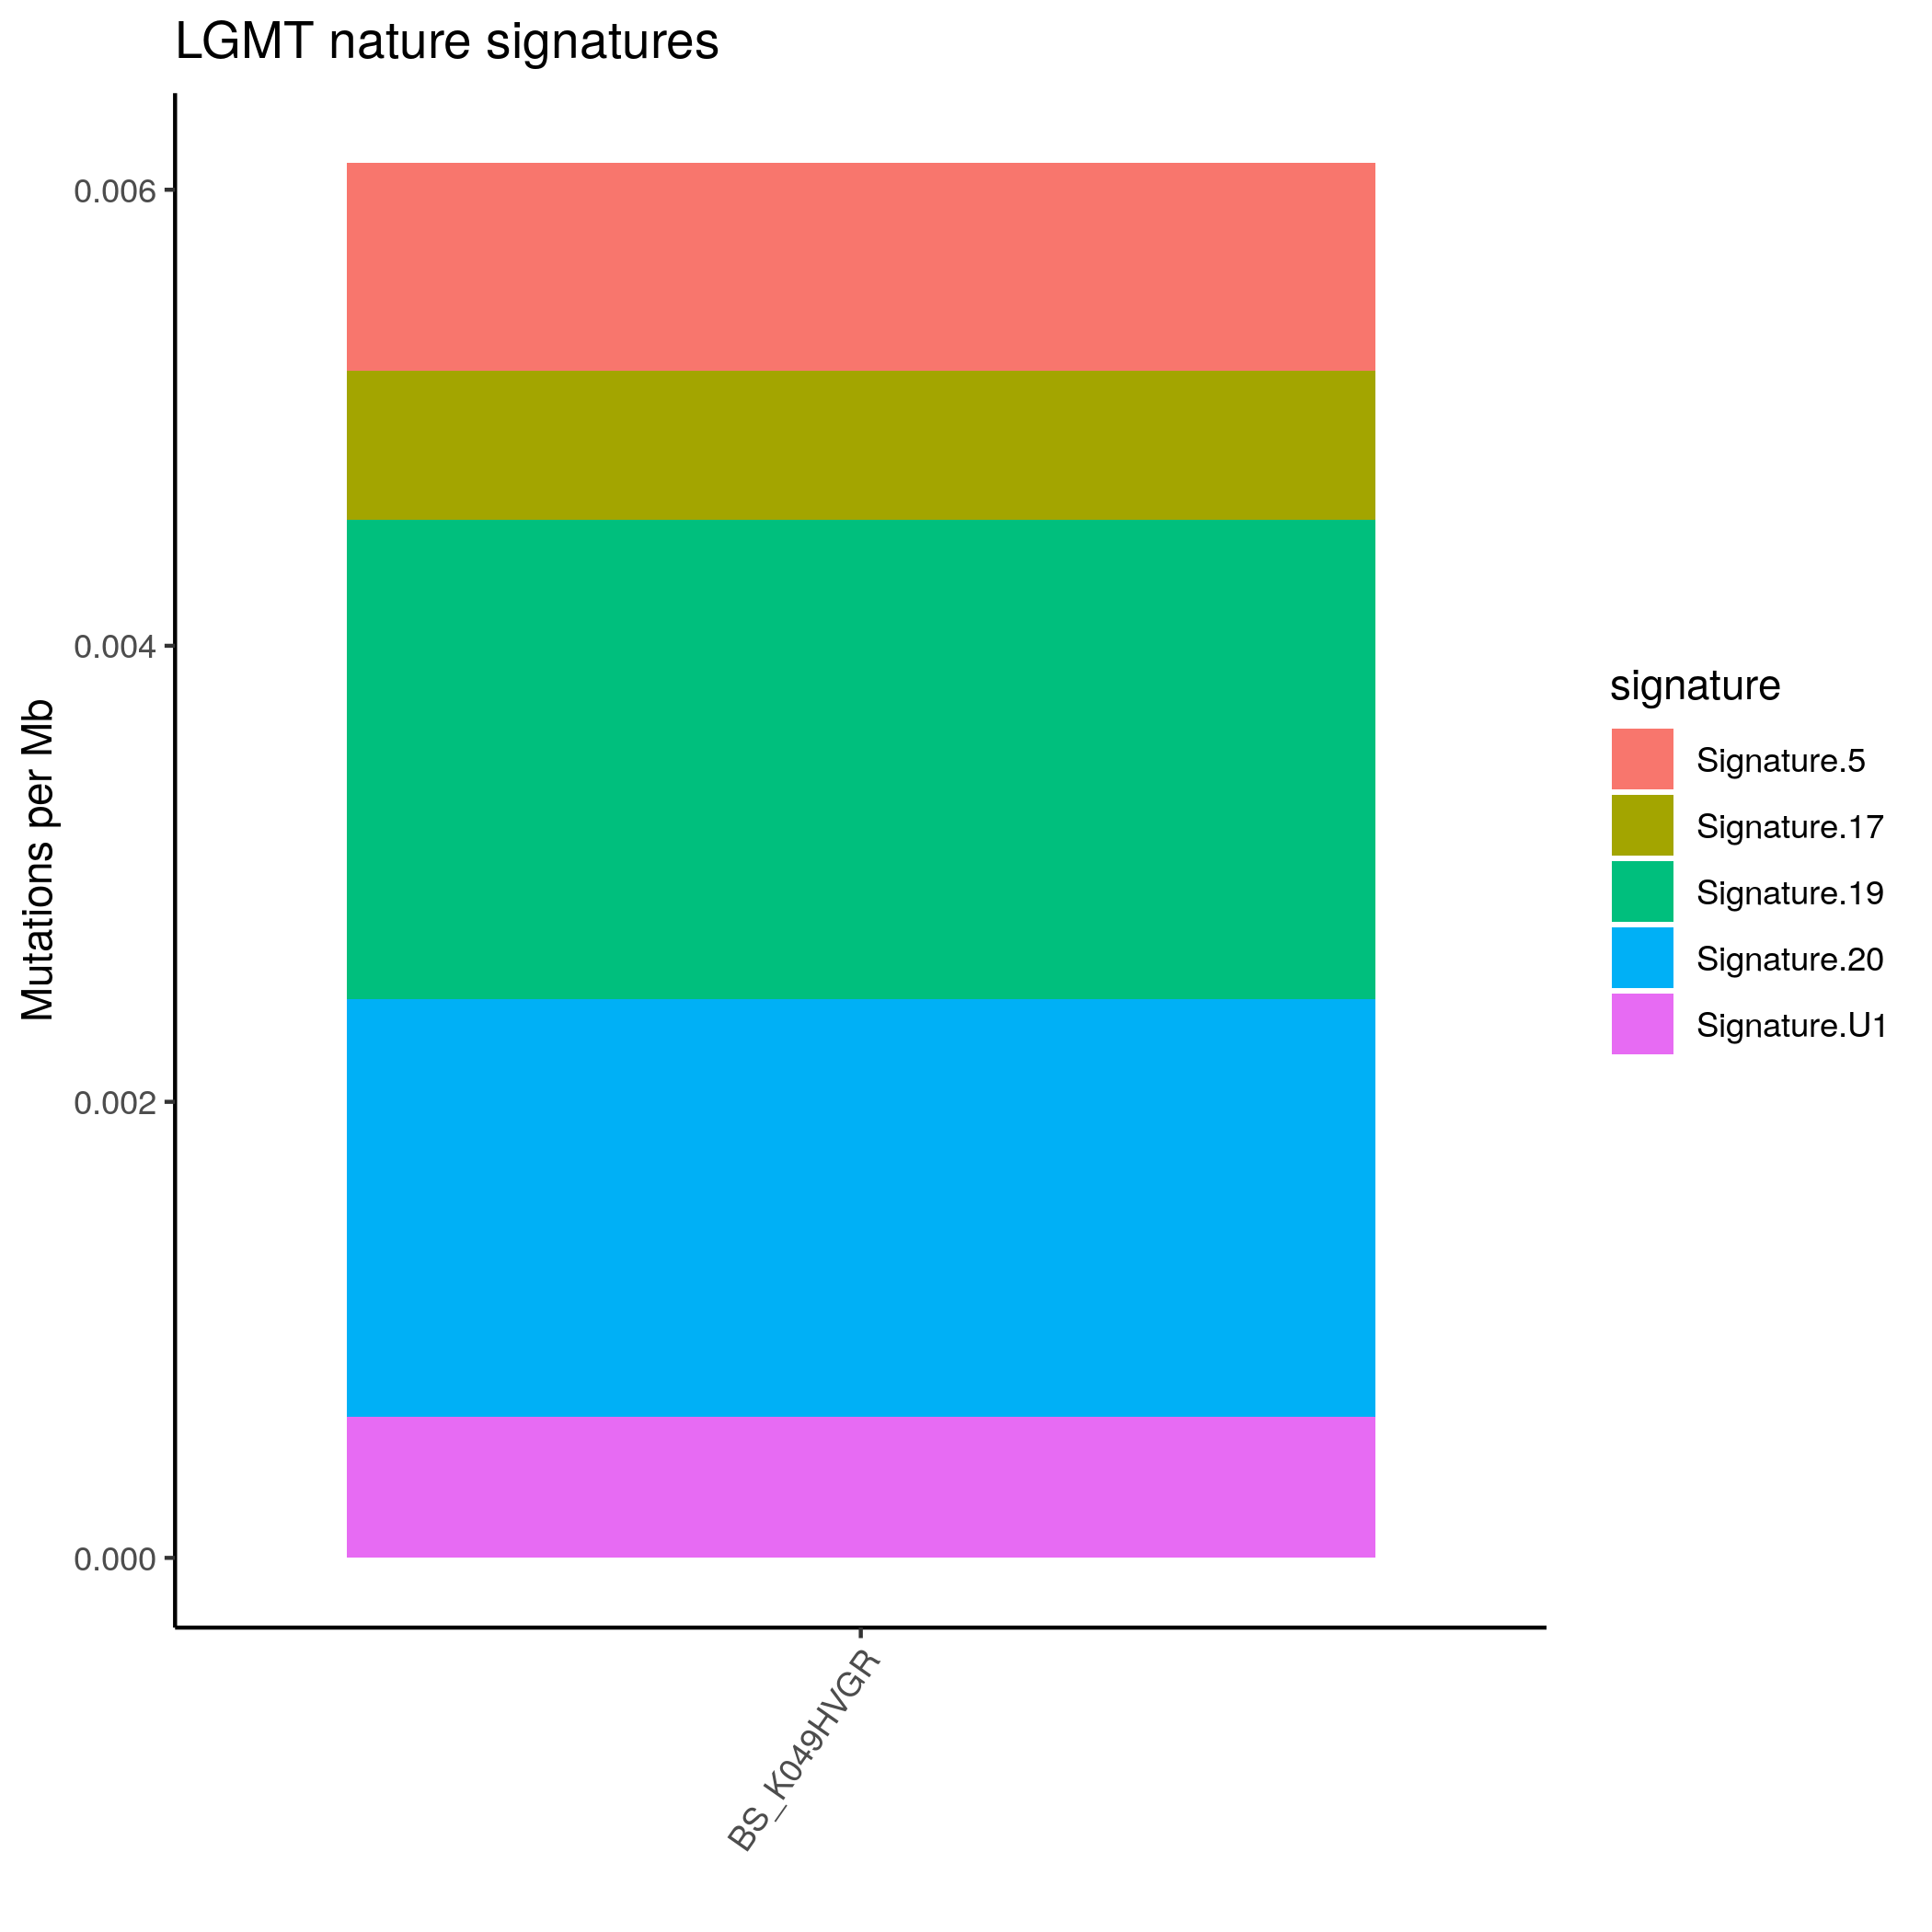 LGMT nature signatures
Mutations per Mb
0.006
0.004
0.002
0.000
BS_K049HVGR
signature
Signature.5
Signature.17
Signature.19
Signature.20
Signature.U1